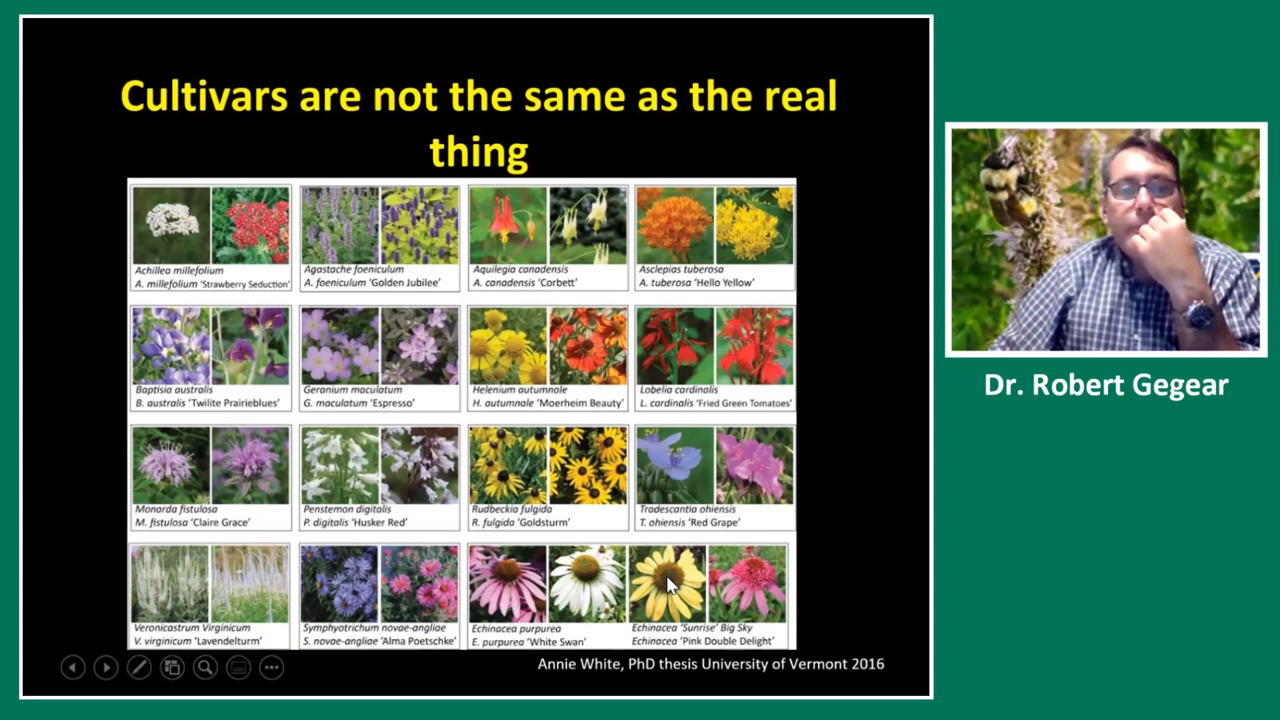 Cultivars are not the same as the real
thing
Achillea millefolium
A. millefolium 'Strawberry Seduction'
Agastache foeniculum
A. foeniculum 'Golden Jubilee'
Aquilegia canadensis
A. canadensis 'Corbett'
Asclepias tuberosa
A. tuberosa 'Hello Yellow'
Baptisia australis
B. australis 'Twilite Prairieblues'
Geranium maculatum
G. maculatum 'Espresso'
Helenium autumnale
H. autumnale 'Moerheim Beauty'
Lobelia cardinalis
L. cardinalis 'Fried Green Tomatoes'
Monarda fistulosa
M. fistulosa 'Claire Grace'
Penstemon digitalis
P. digitalis 'Husker Red'
Rudbeckia fulgida
R. fulgida 'Goldsturm'
Tradescantia ohiensis
T. ohiensis 'Red Grape'
Veronicastrum Virginicum
V. virginicum 'Lavendelturm'
Symphyotrichum novae-angliae
S. novae-angliae 'Alma Poetschke'
Echinacea purpurea
E. purpurea 'White Swan'
Echinacea 'Sunrise' Big Sky
Echinacea 'Pink Double Delight'
Annie White, PhD thesis University of Vermont 2016
Dr. Robert Gegear